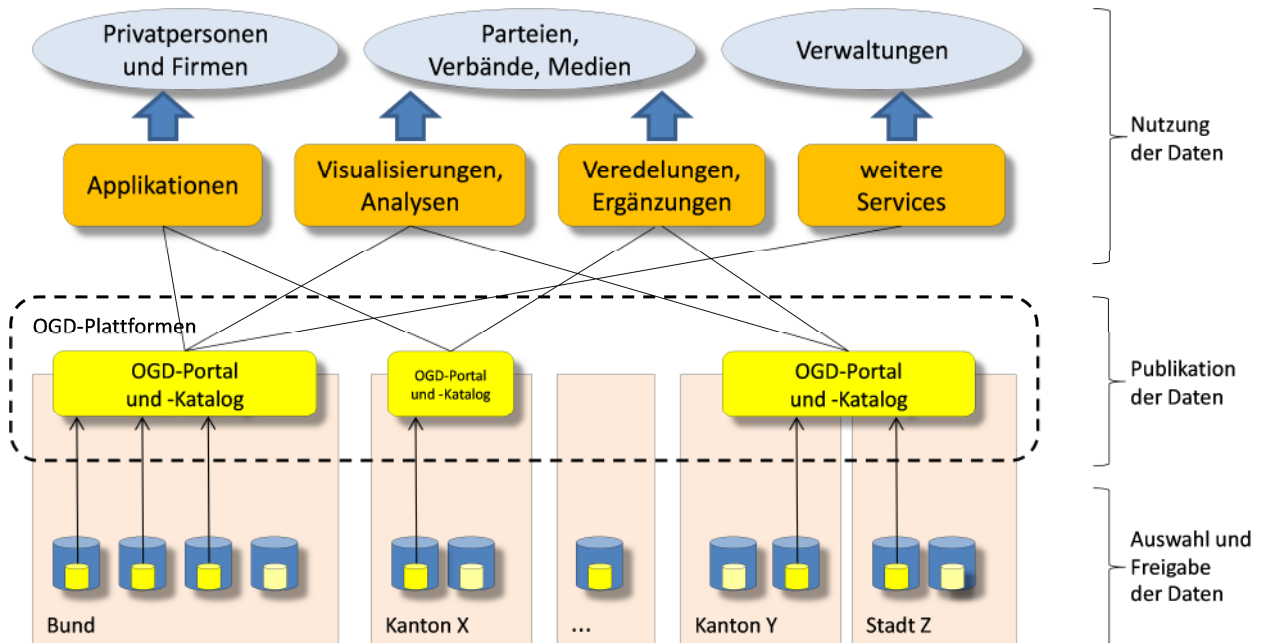 Privatpersonen
und Firmen
Parteien,
Verbände, Medien
Verwaltungen
Applikationen
Visualisierungen,
Analysen
Veredelungen,
Ergänzungen
weitere
Services
Nutzung
der Daten
OGD-Plattformen
OGD-Portal
und -Katalog
OGD-Portal
und -Katalog
OGD-Portal
und -Katalog
Publikation
der Daten
Bund
Kanton X
...
Kanton Y
Stadt Z
Auswahl und
Freigabe
der Daten